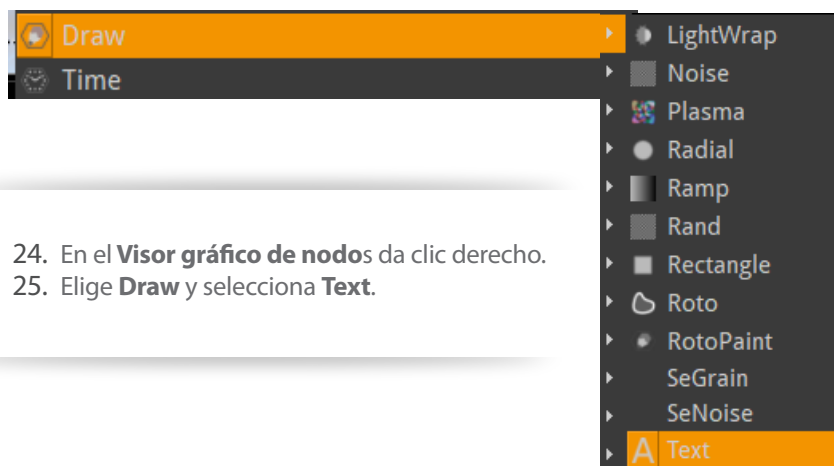 Draw
Time
LightWrap
Noise
Plasma
Radial
Ramp
Rand
Rectangle
Roto
RotoPaint
SeGrain
SeNoise
Text
24. En el Visor gráfico de nodos da clic derecho.
25. Elige Draw y selecciona Text.